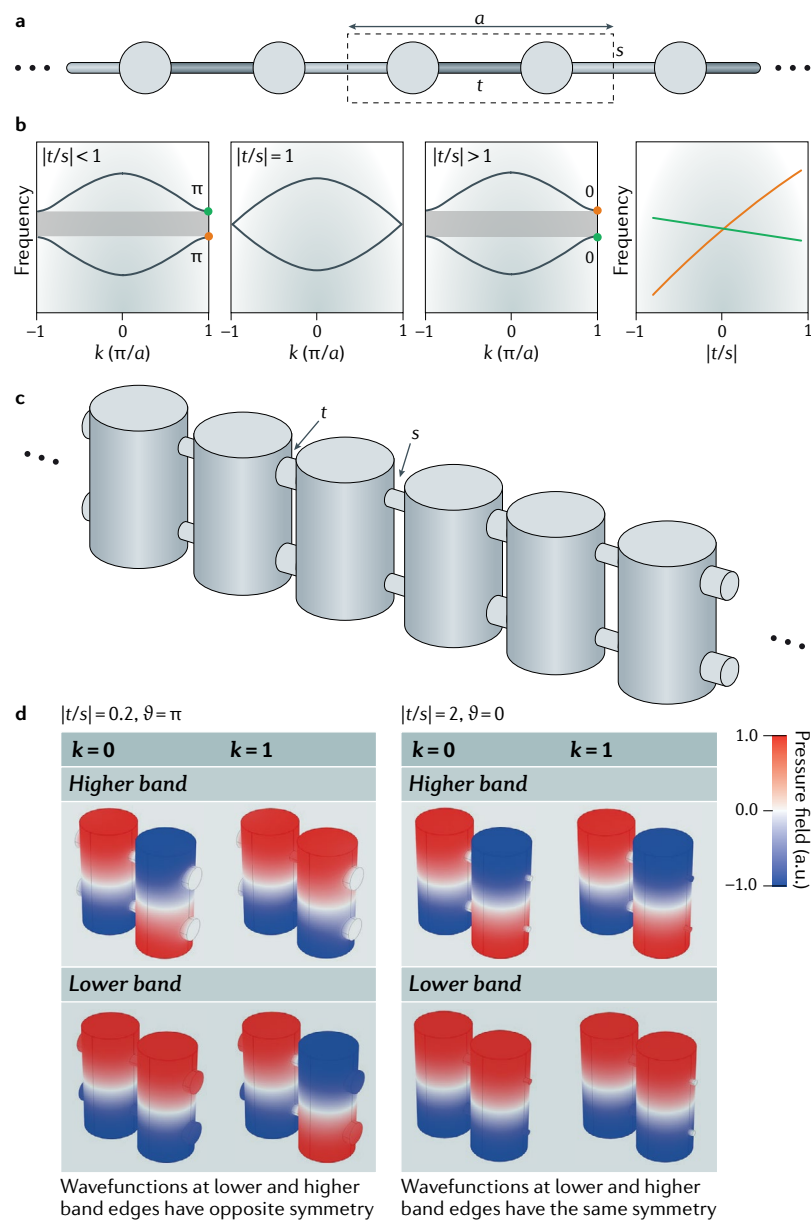 a
a
s
t
b
|t/s| < 1
|t/s| = 1
|t/s| > 1
π
π
0
0
Frequency
Frequency
−1 0 1
−1 0 1
−1 0 1
−1 0 1
k (π/a)
k (π/a)
k (π/a)
|t/s|
c
t
s
d
|t/s| = 0.2, ϑ = π
|t/s| = 2, ϑ = 0
k = 0 k = 1
k = 0 k = 1
Higher band
Higher band
Lower band
Lower band
1.0
0.0
−1.0
Pressure field (a.u.)
Wavefunctions at lower and higher
band edges have opposite symmetry
Wavefunctions at lower and higher
band edges have the same symmetry